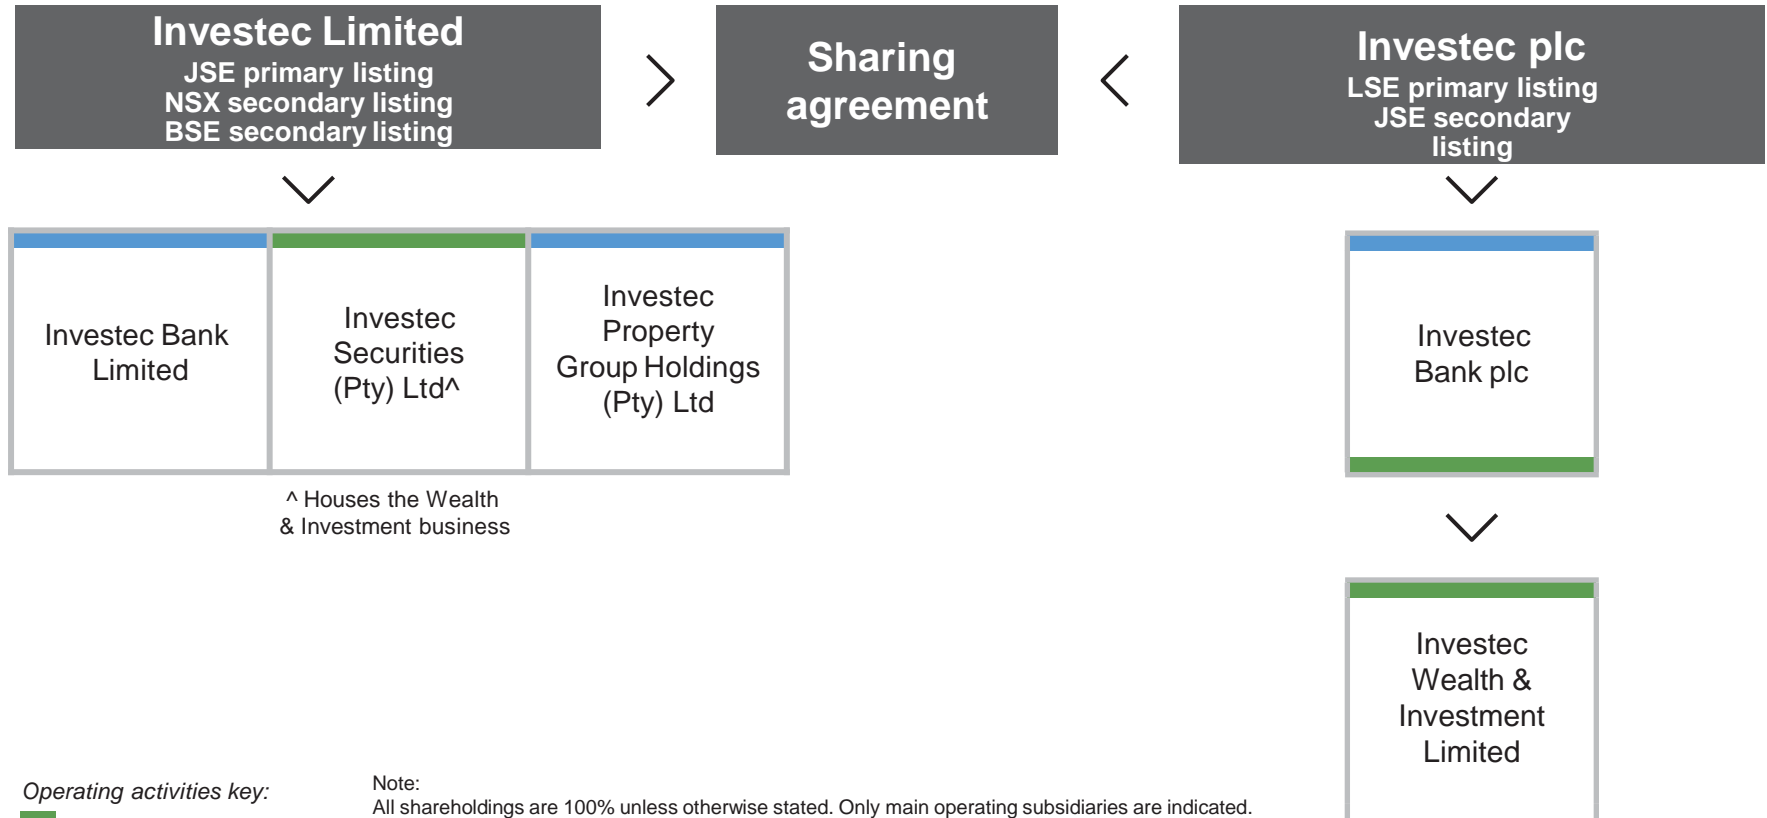 Investec Limited
JSE primary listing
NSX secondary listing
BSE secondary listing
Sharing
agreement
Investec plc
LSE primary listing
JSE secondary
listing
Investec Bank
Limited
Investec
Securities
(Pty) Ltd^
Investec
Property
Group Holdings
(Pty) Ltd
Investec
Bank plc
^ Houses the Wealth
& Investment business
Investec
Wealth &
Investment
Limited
Operating activities key:
Note:
All shareholdings are 100% unless otherwise stated. Only main operating subsidiaries are indicated.